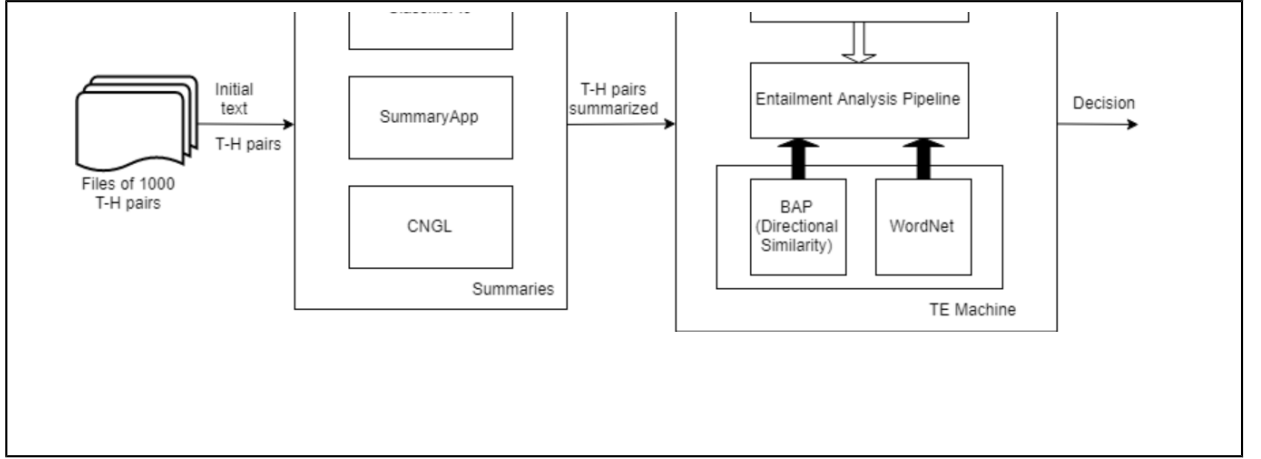 Initial
text
T-H pairs
Files of 1000
T-H pairs
SummaryApp
CNGL
Summaries
T-H pairs
summarized
Entailment Analysis Pipeline
BAP
(Directional
Similarity)
WordNet
TE Machine
Decision